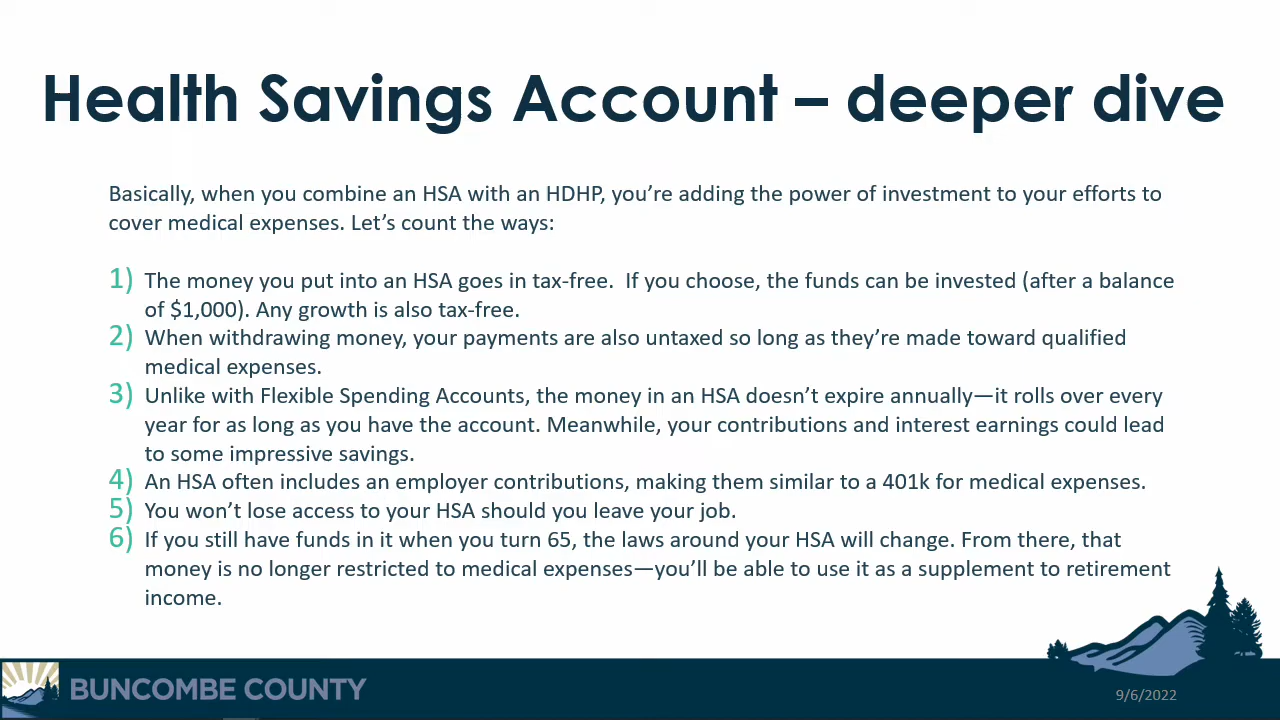 Health Savings Account – deeper dive
Basically, when you combine an HSA with an HDHP, you’re adding the power of investment to your efforts to
cover medical expenses. Let’s count the ways:
1) The money you put into an HSA goes in tax-free.  If you choose, the funds can be invested (after a balance
of $1,000). Any growth is also tax-free.
2) When withdrawing money, your payments are also untaxed so long as they’re made toward qualified
medical expenses.
3) Unlike with Flexible Spending Accounts, the money in an HSA doesn’t expire annually—it rolls over every
year for as long as you have the account. Meanwhile, your contributions and interest earnings could lead
to some impressive savings.
4) An HSA often includes an employer contributions, making them similar to a 401k for medical expenses.
5) You won’t lose access to your HSA should you leave your job.
6) If you still have funds in it when you turn 65, the laws around your HSA will change. From there, that
money is no longer restricted to medical expenses—you’ll be able to use it as a supplement to retirement
income.
BUNCOMBE COUNTY
9/6/2022